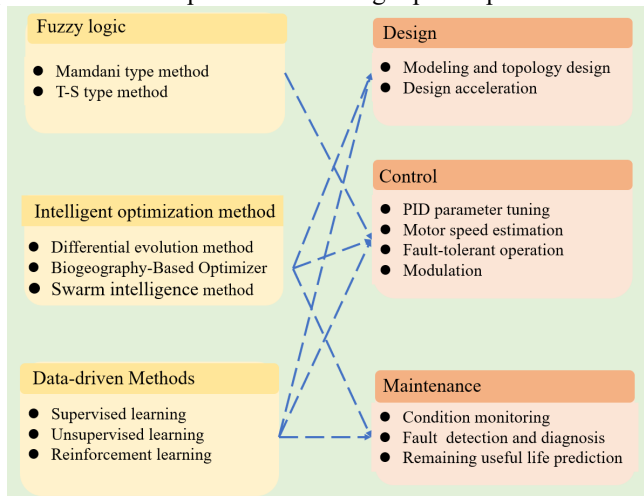 Fuzzy logic
● Mamdani type method
● T-S type method
Intelligent optimization method
● Differential evolution method
● Biogeography-Based Optimizer
● Swarm intelligence method
Data-driven Methods
● Supervised learning
● Unsupervised learning
● Reinforcement learning
Design
● Modeling and topology design
● Design acceleration
Control
● PID parameter tuning
● Motor speed estimation
● Fault-tolerant operation
● Modulation
Maintenance
● Condition monitoring
● Fault detection and diagnosis
● Remaining useful life prediction